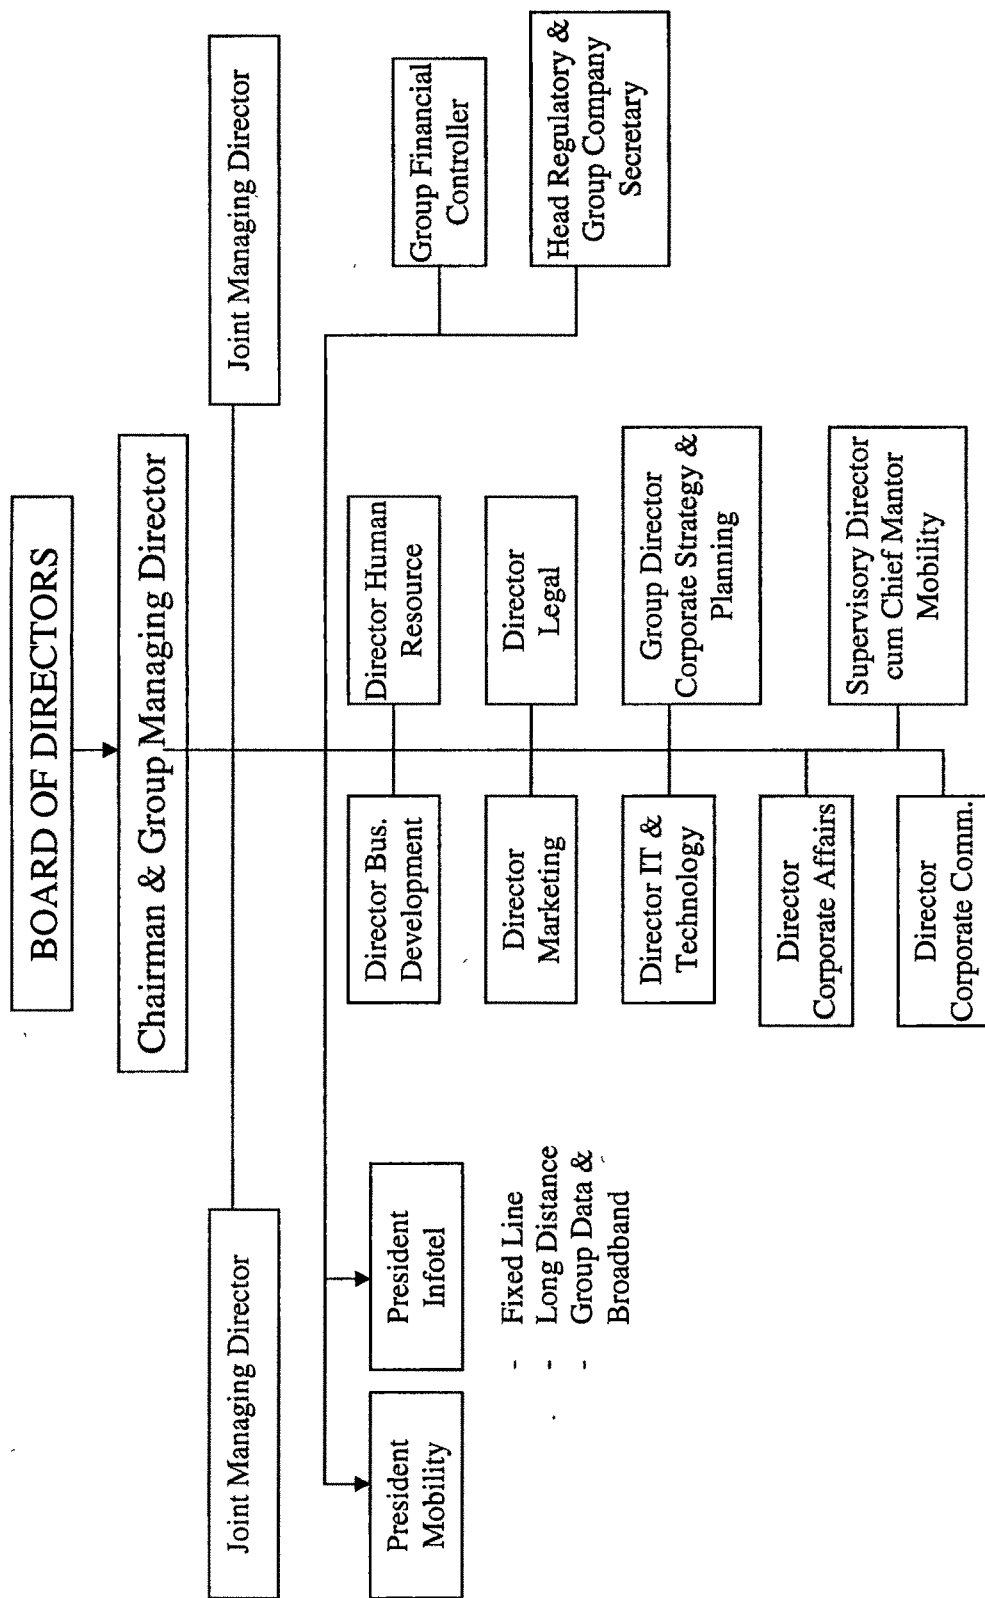 BOARD OF DIRECTORS
Chairman & Group Managing Director
Joint Managing Director
Joint Managing Director
President
Mobility
President
Infotel
- Fixed Line
- Long Distance
- Group Data &
Broadband
Director Bus.
Development
Director Human
Resource
Director
Marketing
Director
Legal
Director IT &
Technology
Group Director
Corporate Strategy &
Planning
Director
Corporate Affairs
Supervisory Director
cum Chief Mantor
Mobility
Director
Corporate Comm.
Group Financial
Controller
Head Regulatory &
Group Company
Secretary